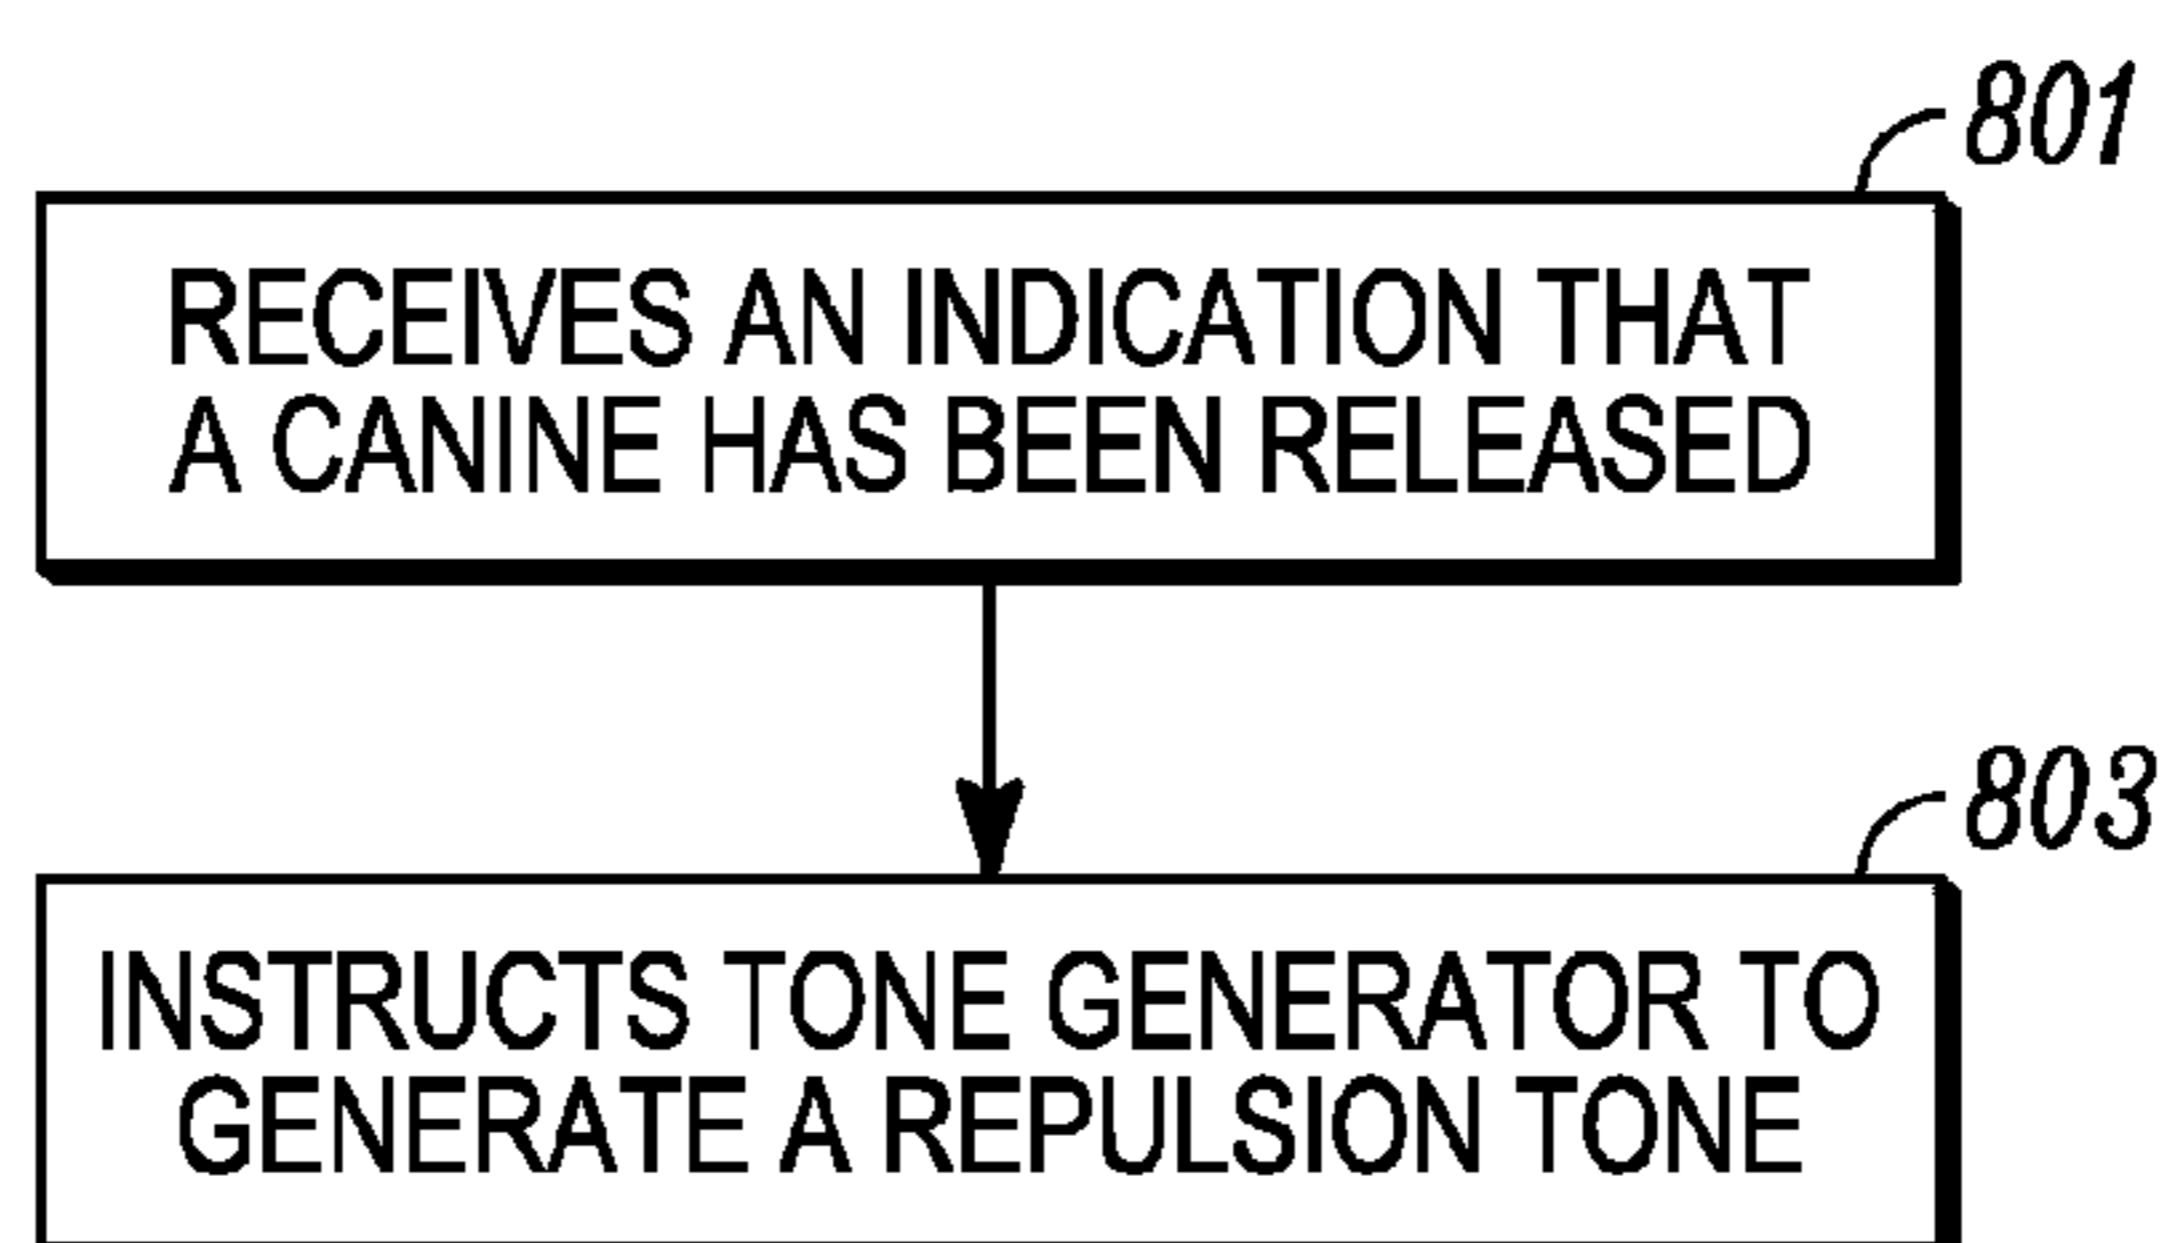 801
RECEIVES AN INDICATION THAT
A CANINE HAS BEEN RELEASED
803
INSTRUCTS TONE GENERATOR TO
GENERATE A REPULSION TONE